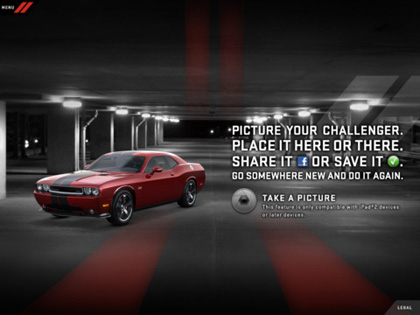 MENU
PICTURE YOUR CHALLENGER.
PLACE IT HERE OR THERE.
SHARE IT f OR SAVE IT .
GO SOMEWHERE NEW AND DO IT AGAIN.
TAKE A PICTURE
This feature is only compatible with iPad®2 devices
or later devices
LEGAL